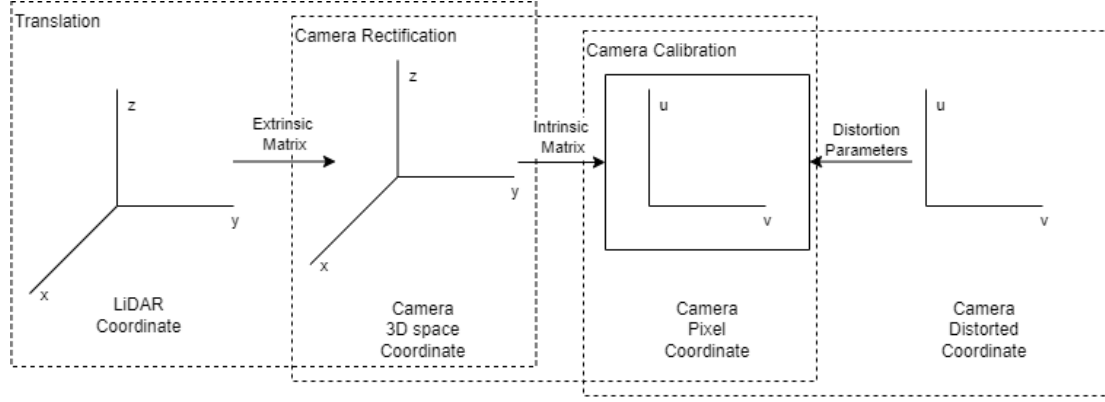 Translation
Camera Rectification
Camera Calibration
z
y
x
LiDAR
Coordinate
Extrinsic
Matrix
z
y
x
Camera
3D space
Coordinate
Intrinsic
Matrix
u
v
Camera
Pixel
Coordinate
Distortion
Parameters
u
v
Camera
Distorted
Coordinate